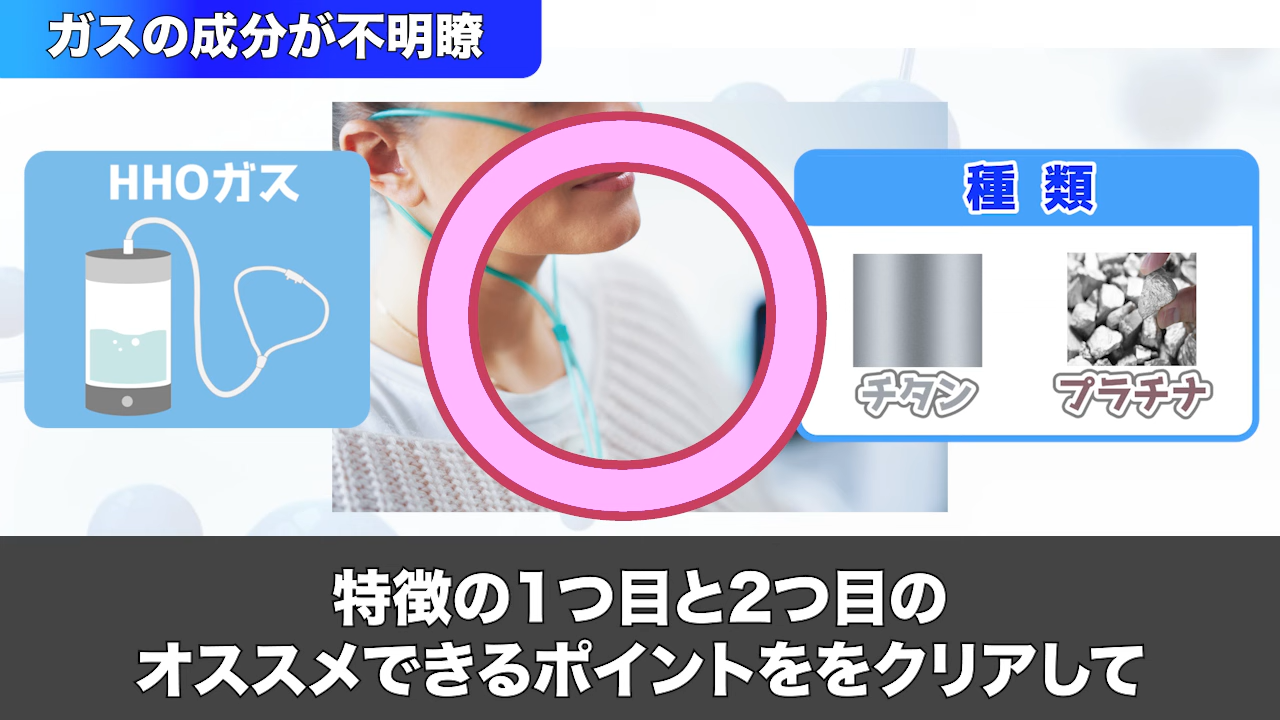 ガスの成分が不明瞭
HHOガス
種類
チタン
プラチナ
特徴の1つ目と2つ目の
オススメできるポイントををクリアして